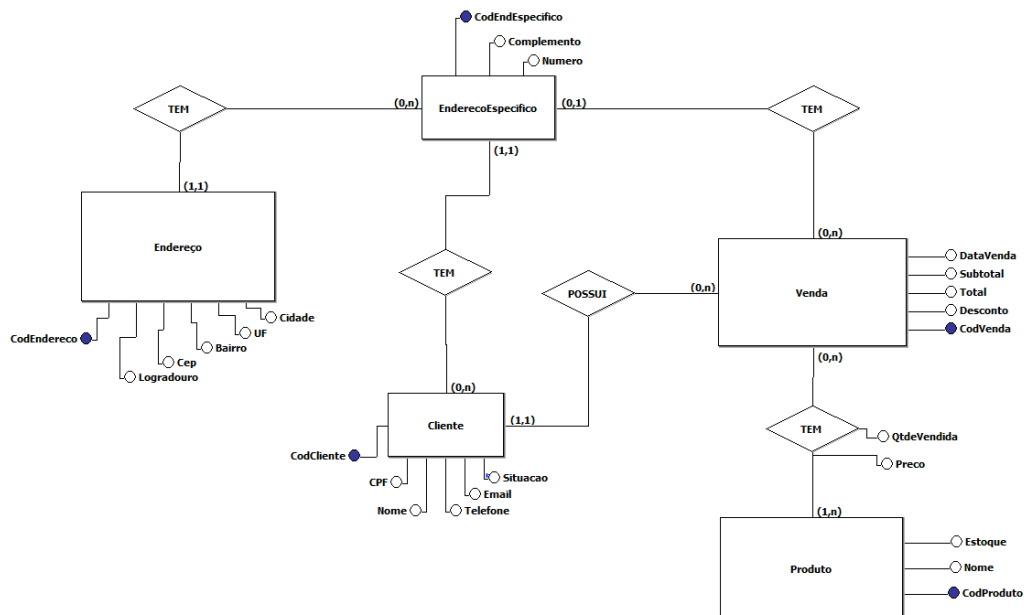 CodEndEspecifico
Complemento
Numero
TEM
(0,n)
EnderecoEspecifico
(0,1)
TEM
(1,1)
(1,1)
Endereço
(0,n)
DataVenda
Subtotal
TEM
POSSUI
(0,n)
Venda
Total
Desconto
CodVenda
Cidade
UF
CodEndereco
Bairro
Cep
Logradouro
(0,n)
(0,n)
Cliente
(1,1)
TEM
QtdeVendida
CodCliente
Preco
CPF
Situacao
Email
Nome
Telefone
(1,n)
Estoque
Produto
Nome
CodProduto